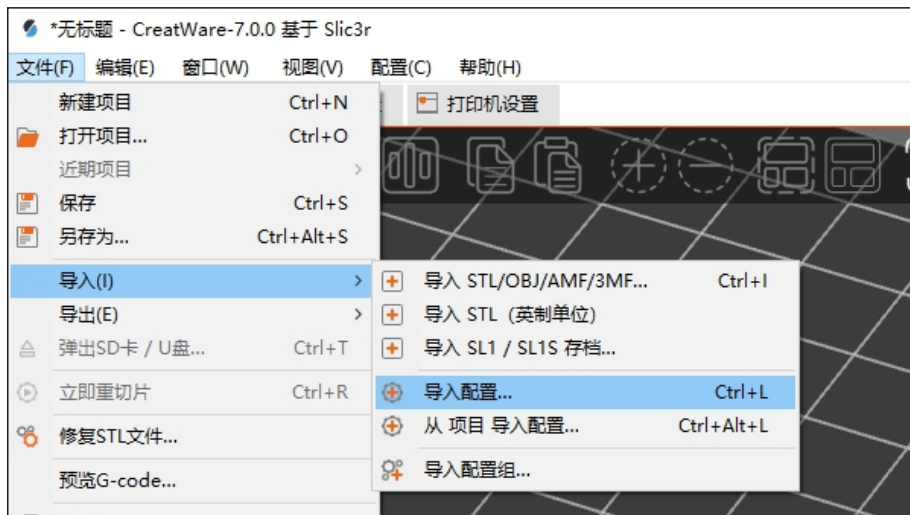 *无标题 - CreatWare-7.0.0 基于 Slic3r
文件(F) 编辑(E) 窗口(W) 视图(V) 配置(C) 帮助(H)
新建项目 Ctrl+N
打印机设置
打开项目... Ctrl+O
近期项目
保存 Ctrl+S
另存为... Ctrl+Alt+S
导入(I)
导出(E)
弹出SD卡 / U盘... Ctrl+T
立即重切片 Ctrl+R
修复STL文件...
预览G-code...
导入 STL/OBJ/AMF/3MF... Ctrl+I
导入 STL（英制单位）
导入 SL1 / SL1S 存档...
导入配置... Ctrl+L
从 项目 导入配置... Ctrl+Alt+L
导入配置组...